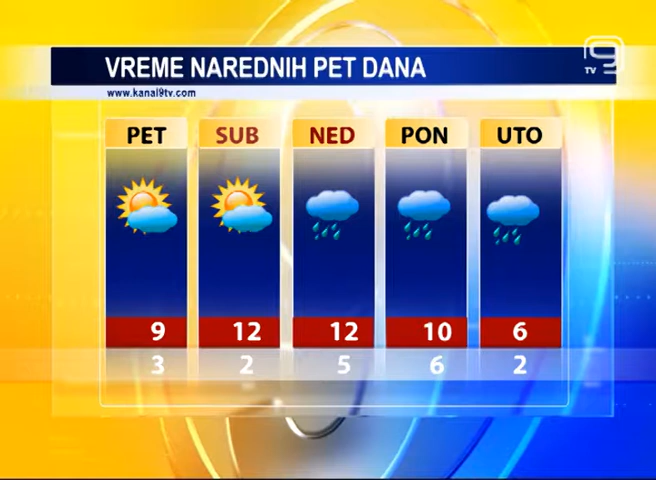 VREME NAREDNIH PET DANA
9
TV
www.kanal9tv.com
PET SUB NED PON UTO
9 12 12 10 6
3 2 5 6 2